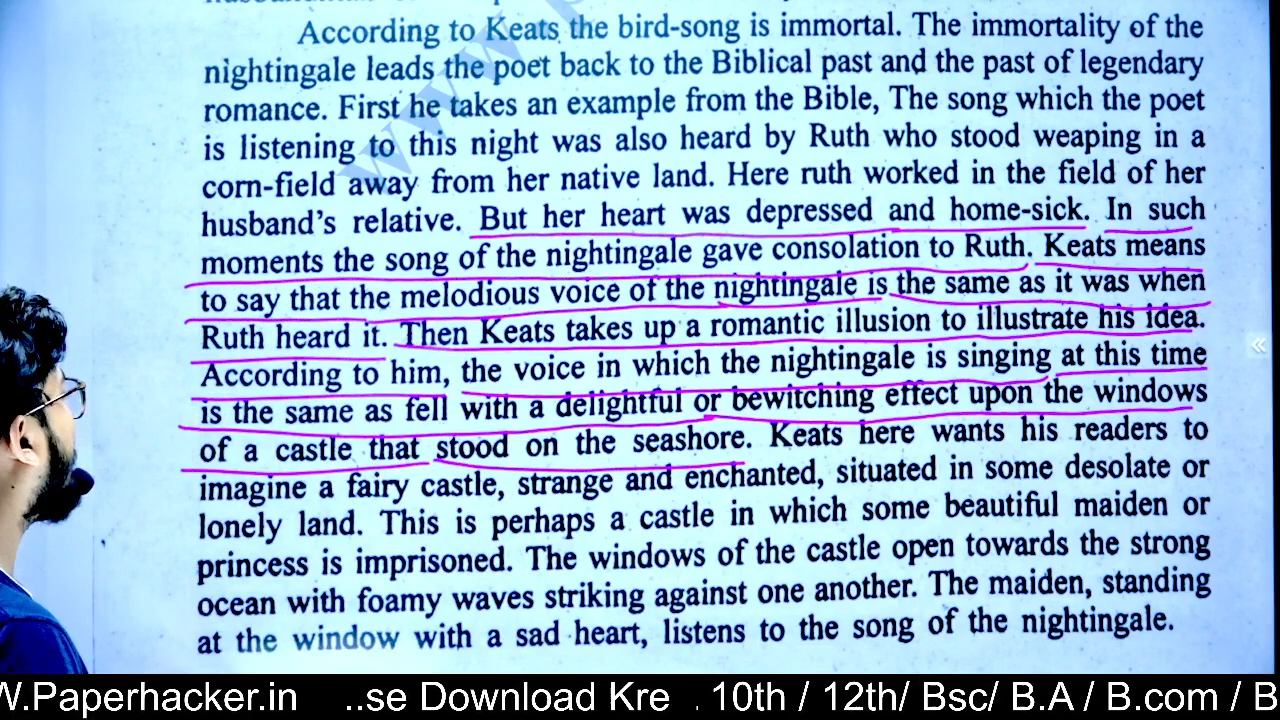 According to Keats the bird-song is immortal. The immortality of the
nightingale leads the poet back to the Biblical past and the past of legendary
romance. First he takes an example from the Bible, The song which the poet
is listening to this night was also heard by Ruth who stood weaping in a
corn-field away from her native land. Here ruth worked in the field of her
husband's relative. But her heart was depressed and home-sick. In such
moments the song of the nightingale gave consolation to Ruth. Keats means
to say that the melodious voice of the nightingale is the same as it was when
Ruth heard it. Then Keats takes up a romantic illusion to illustrate his idea.
According to him, the voice in which the nightingale is singing at this time
is the same as fell with a delightful or bewitching effect upon the windows
of a castle that stood on the seashore. Keats here wants his readers to
imagine a fairy castle, strange and enchanted, situated in some desolate or
lonely land. This is perhaps a castle in which some beautiful maiden or
princess is imprisoned. The windows of the castle open towards the strong
ocean with foamy waves striking against one another. The maiden, standing
at the window with a sad heart, listens to the song of the nightingale.
W.Paperhacker.in ..se Download Kre . 10th / 12th/ Bsc/ B.A / B.com / B